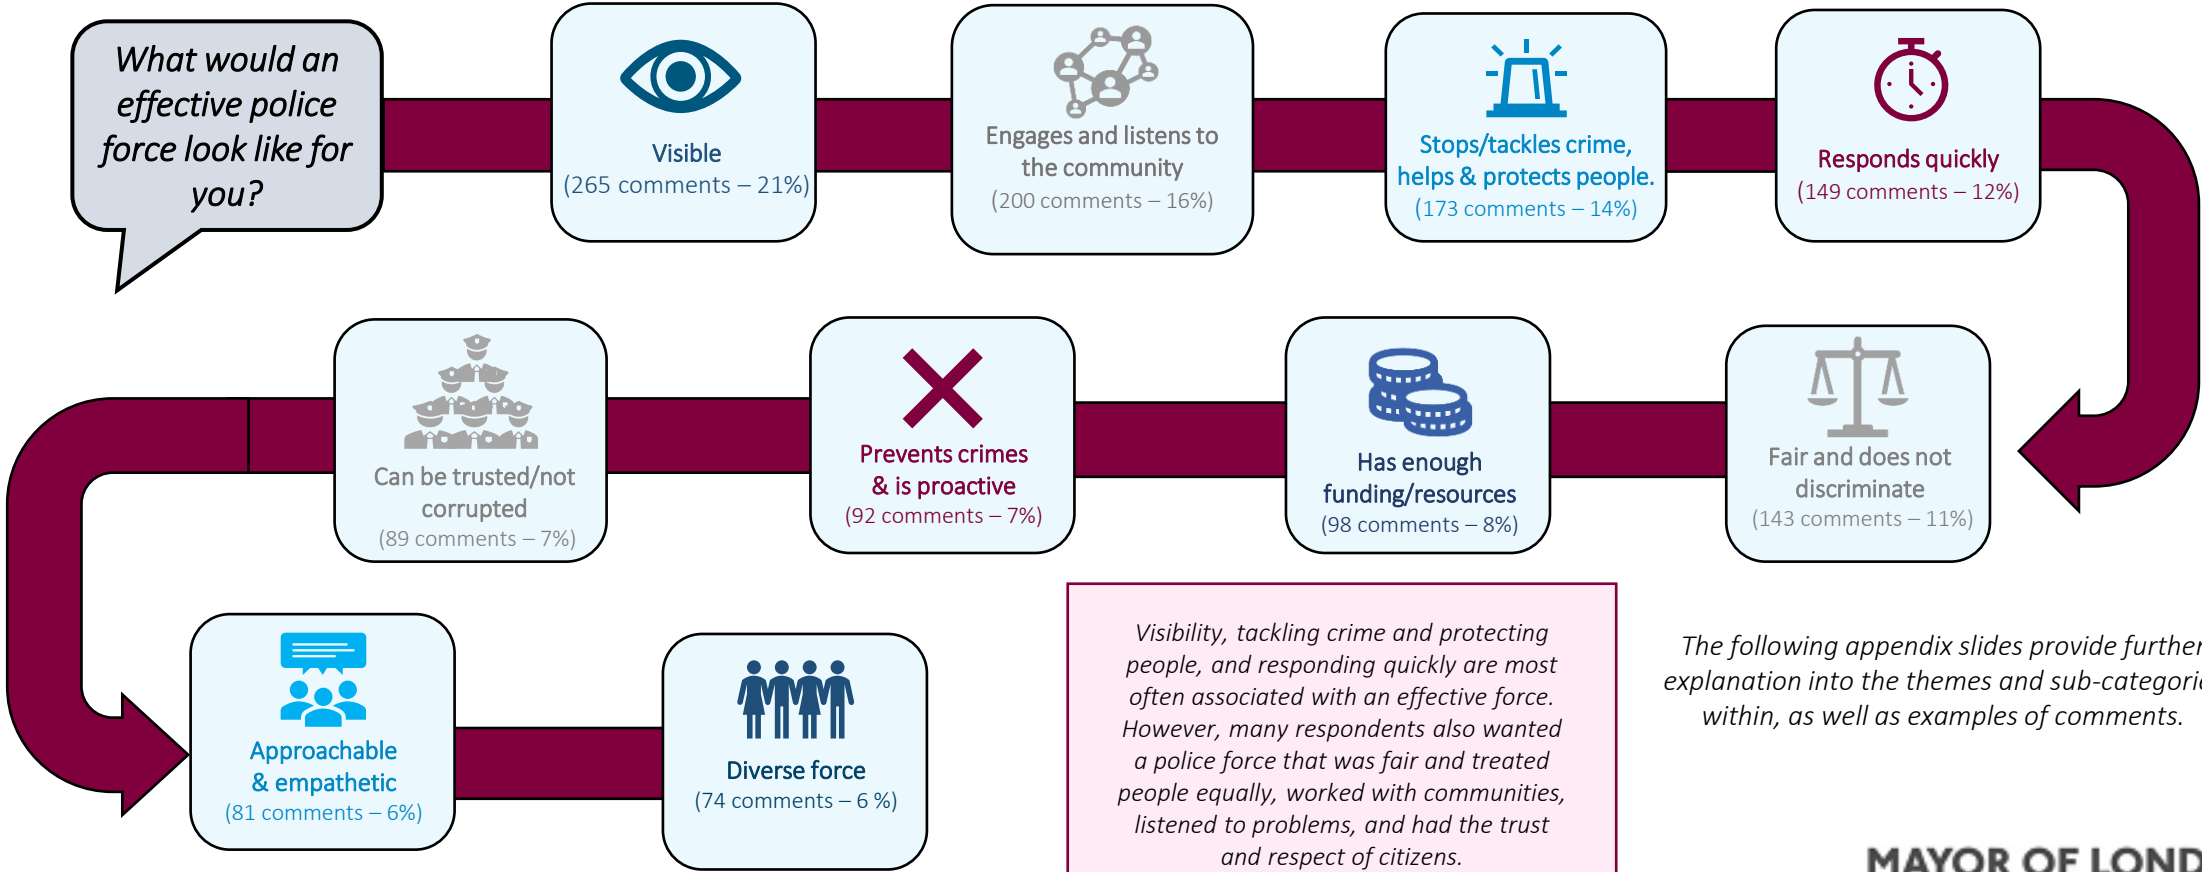 What would an
effective police
force look like for
you?
Visible
(265 comments – 21%)
Engages and listens to
the community
(200 comments – 16%)
Stops/tackles crime,
helps & protects people.
(173 comments – 14%)
Responds quickly
(149 comments – 12%)
Fair and does not
discriminate
(143 comments – 11%)
Has enough
funding/resources
(98 comments – 8%)
Prevents crimes
& is proactive
(92 comments – 7%)
Can be trusted/not
corrupted
(89 comments – 7%)
Approachable
& empathetic
(81 comments – 6%)
Diverse force
(74 comments – 6 %)
Visibility, tackling crime and protecting
people, and responding quickly are most
often associated with an effective force.
However, many respondents also wanted
a police force that was fair and treated
people equally, worked with communities,
listened to problems, and had the trust
and respect of citizens.
The following appendix slides provide further
explanation into the themes and sub-categorie
within, as well as examples of comments.
MAYOR OF LOND